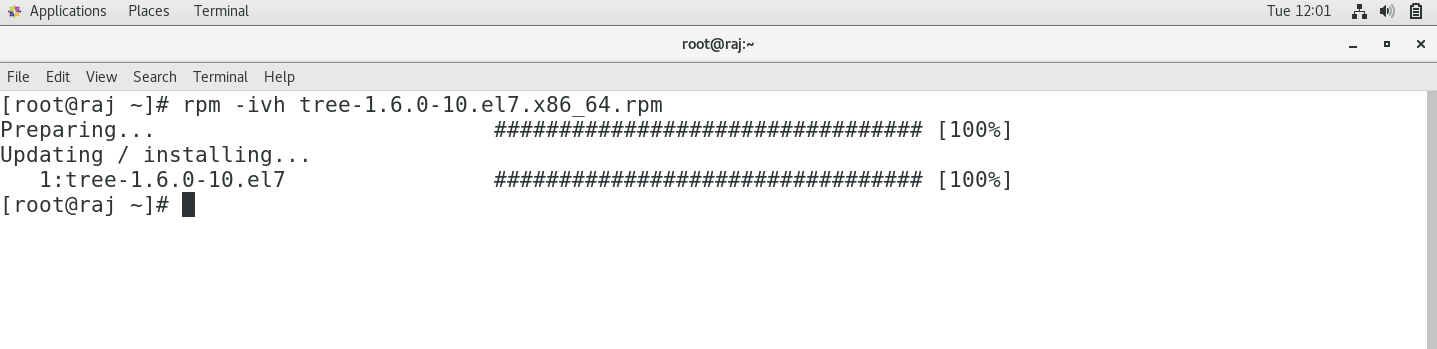 Applications Places Terminal Tue 12:01
root@raj:~
File Edit View Search Terminal Help
[root@raj ~]# rpm -ivh tree-1.6.0-10.el7.x86_64.rpm
Preparing...                          ################################# [100%]
Updating / installing...
   1:tree-1.6.0-10.el7                ################################# [100%]
[root@raj ~]#